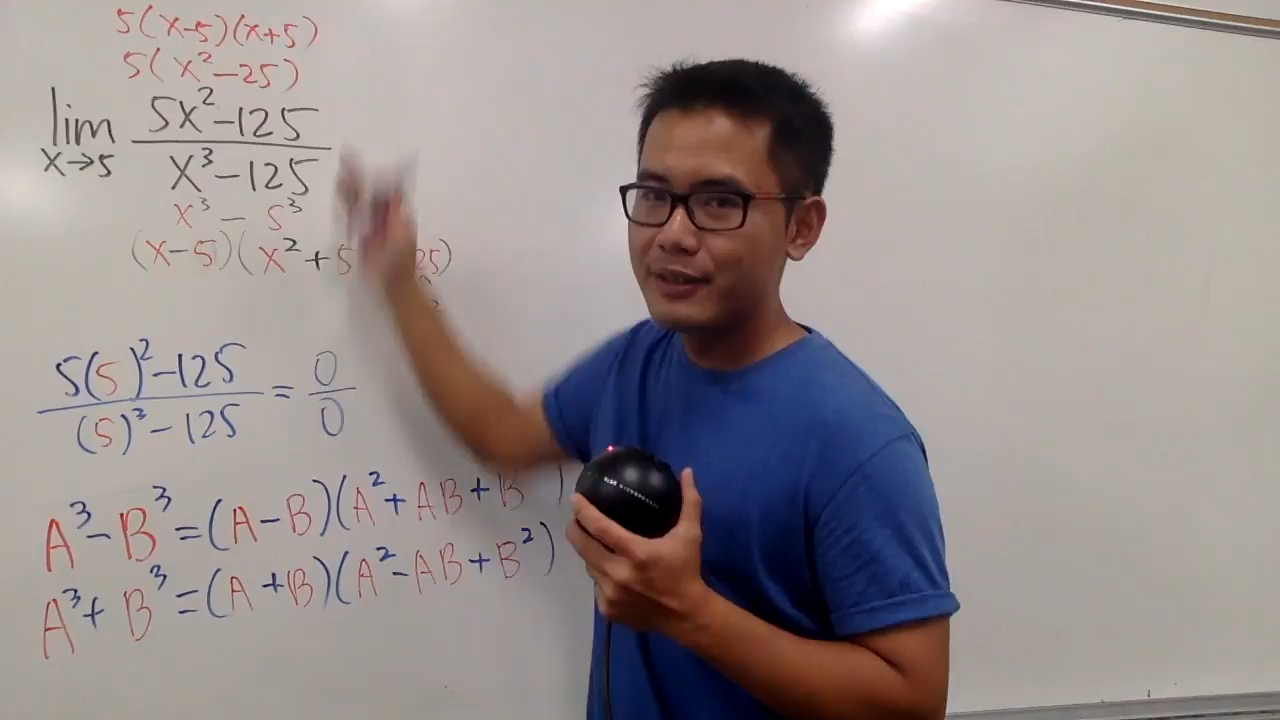 5(x-5)(x+5)
5(x²-25)
lim x→5 (5x²-125)/(x³-125)
x³ - 5³
(x-5)(x²+5 25)
(5(5)²-125)/((5)³-125) = 0/0
A³-B³=(A-B)(A²+AB+B )
A³+B³=(A+B)(A²-AB+B²)